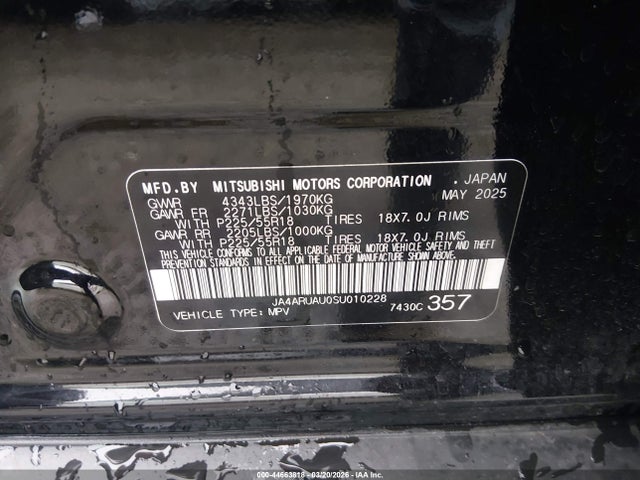 MFD.BY MITSUBISHI MOTORS CORPORATION . JAPAN
GVWR 4343LBS/1970KG MAY 2025
GAWR FR 2271LBS/1030KG
WITH P225/55R18 TIRES 18X7.0J RIMS
GAWR RR 2205LBS/1000KG
WITH P225/55R18 TIRES 18X7.0J RIMS
THIS VEHICLE CONFORMS TO ALL APPLICABLE FEDERAL MOTOR VEHICLE SAFETY AND THEFT
PREVENTION STANDARDS IN EFFECT ON THE DATE OF MANUFACTURE SHOWN ABOVE.
JA4ARUAU0SU010228
VEHICLE TYPE: MPV 7430C 357
000-44663818 - 03/20/2026 - © Copyright IAA, LLC